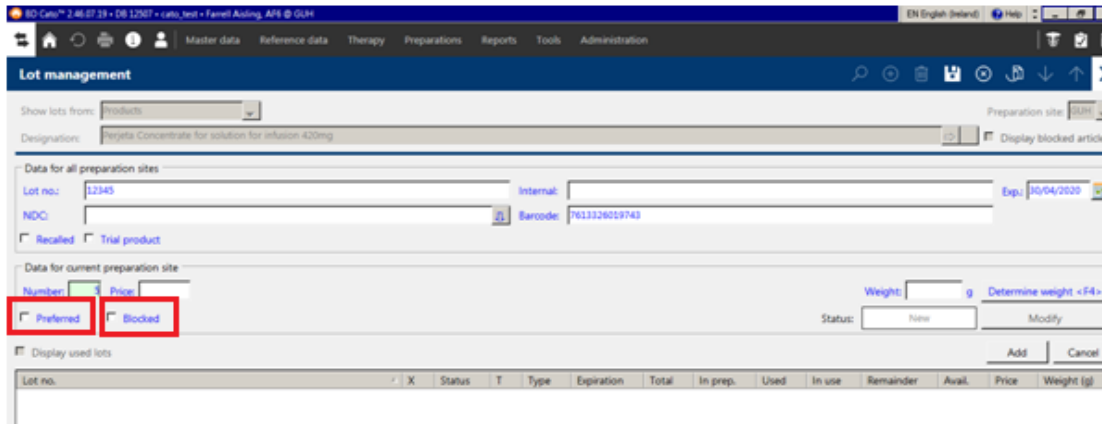 BD Cato™ 2.46.07.19 • DB 12507 • cato_test • Farrell Aisling, AF6 @ GUH EN English (Ireland) Help
Master data Reference data Therapy Preparations Reports Tools Administration
Lot management
Show lots from: Products Preparation site: GUH
Designation: Perjeta Concentrate for solution for infusion 420mg Display blocked article
Data for all preparation sites
Lot no.: 12345 Internal: Exp.: 30/04/2020
NDC: Barcode: 7613326019743
Recalled Trial product
Data for current preparation site
Number: 5 Price: Weight: g Determine weight <F4>
Preferred Blocked Status: New Modify
Display used lots Add Cancel
Lot no. X Status T Type Expiration Total In prep. Used In use Remainder Avail. Price Weight (g)